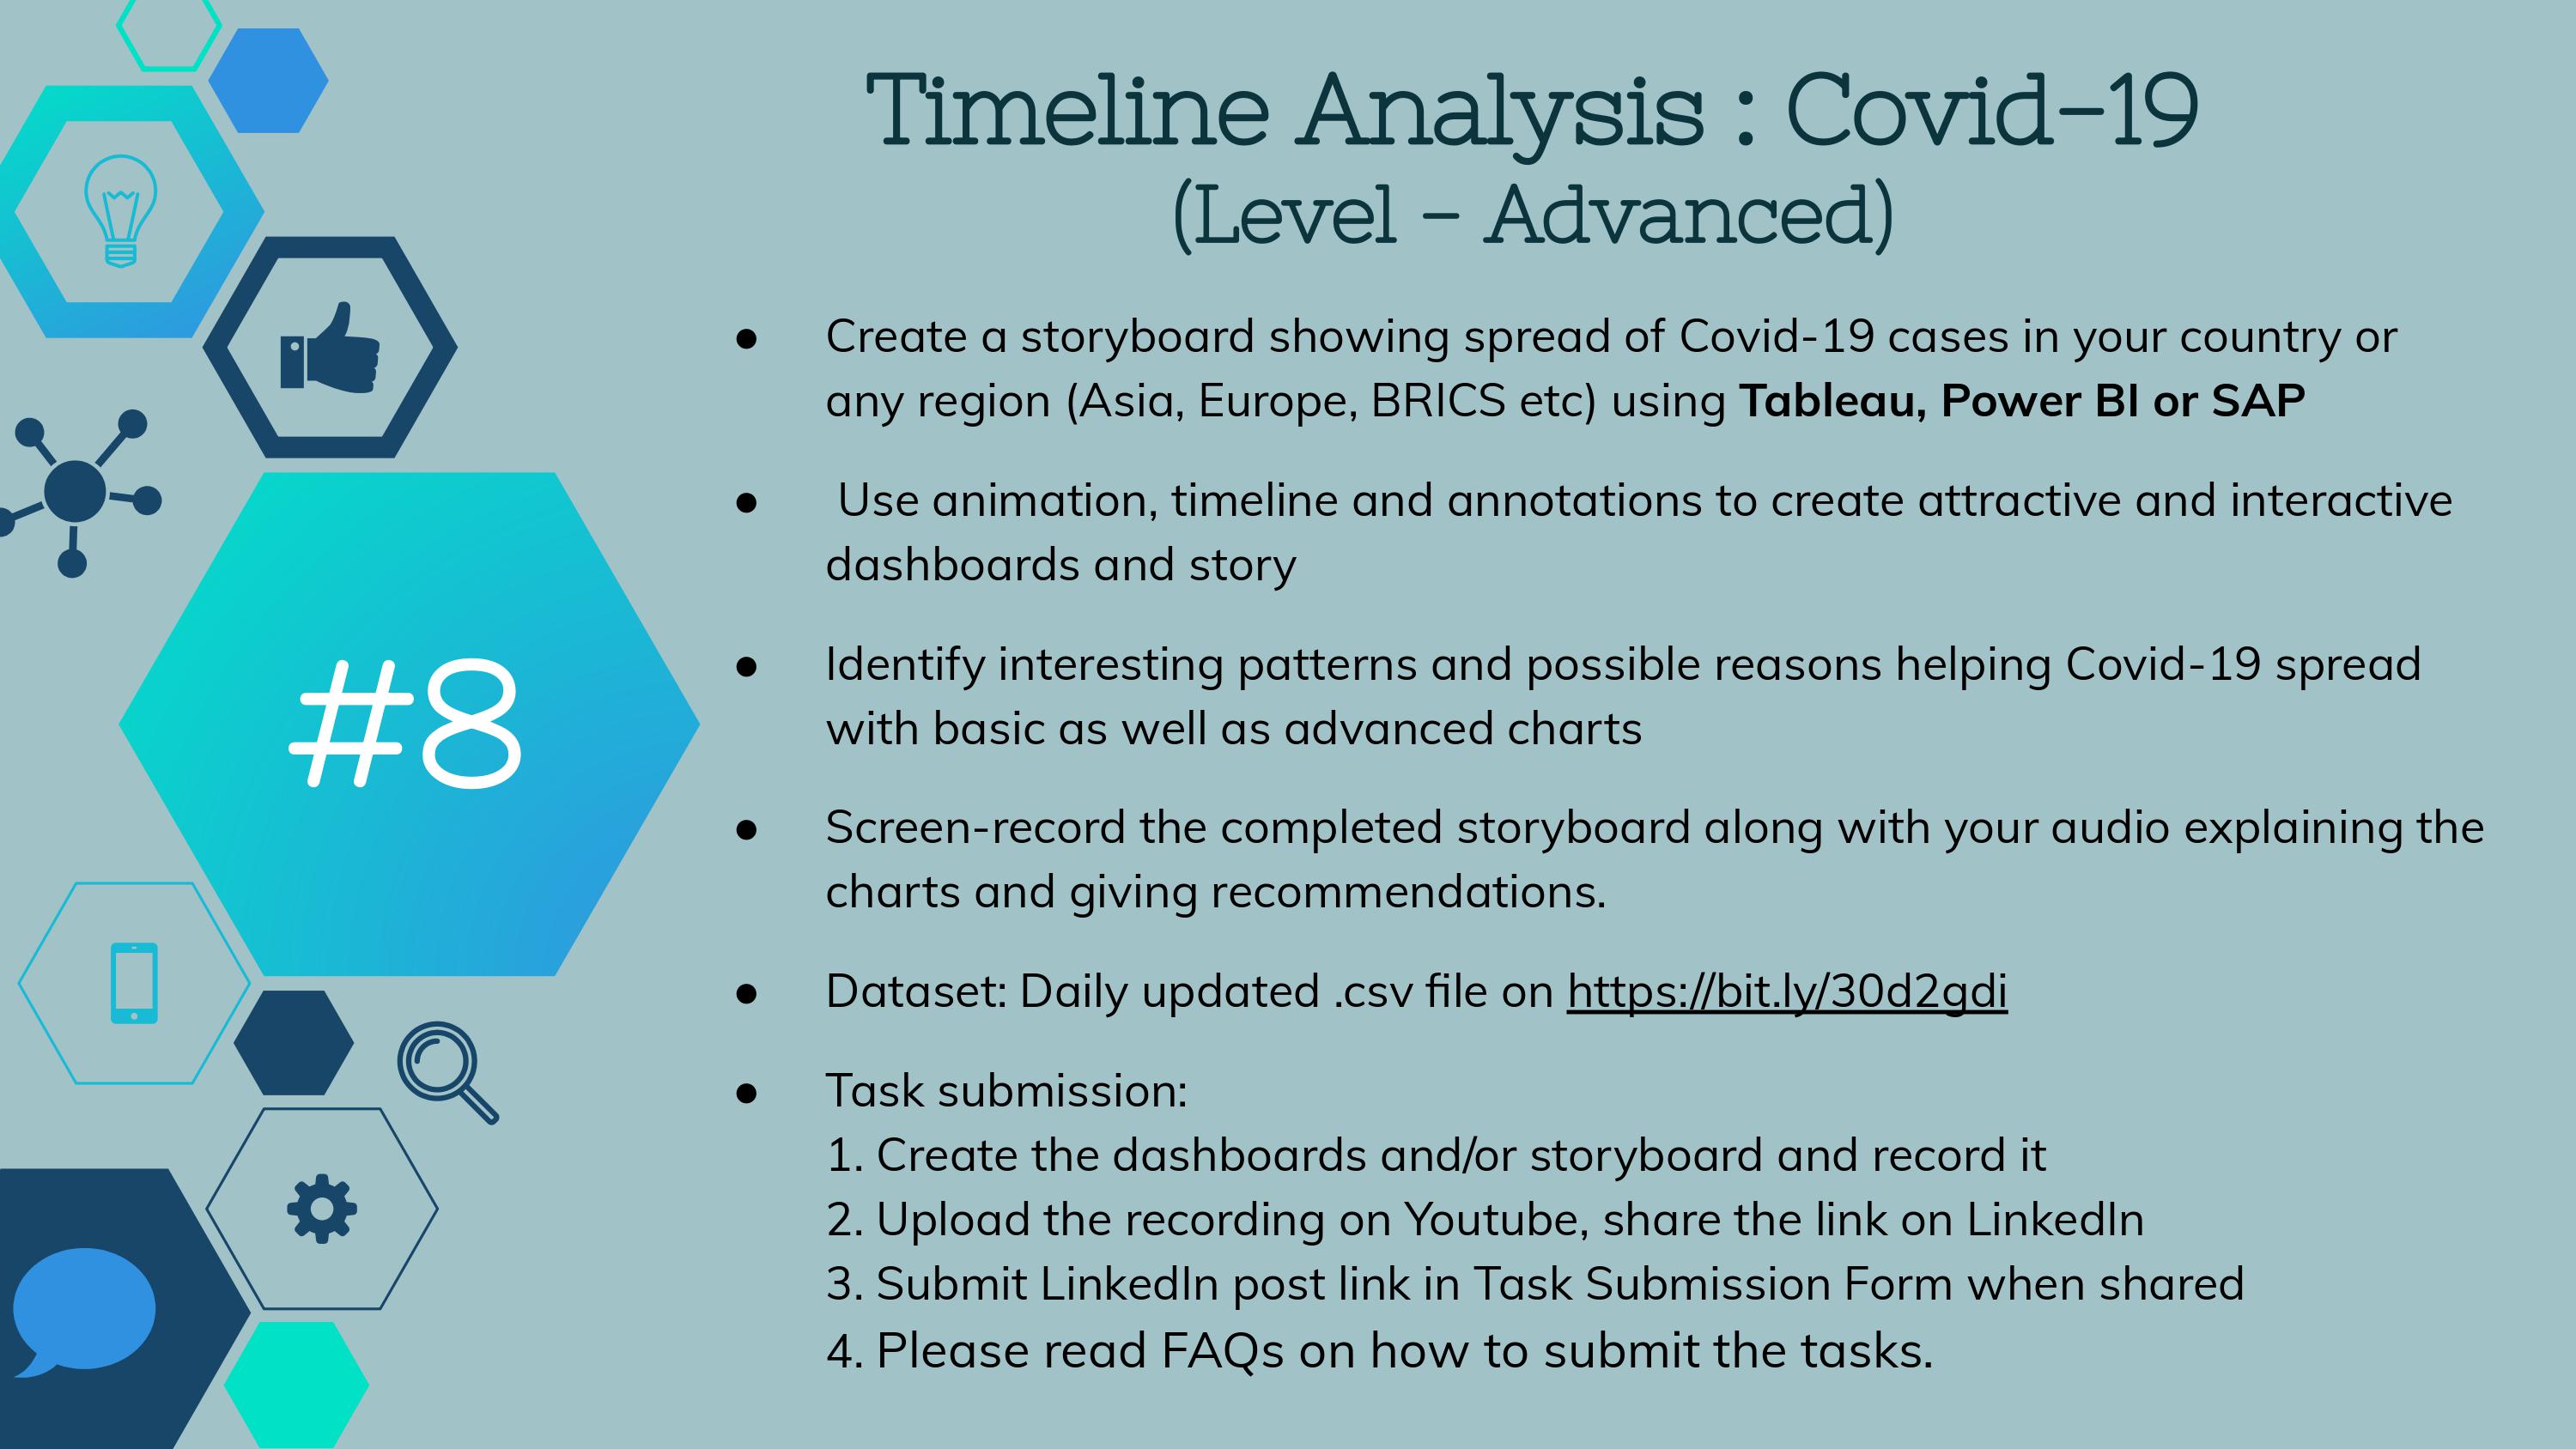 Timeline Analysis : Covid-19
(Level - Advanced)
#8
● Create a storyboard showing spread of Covid-19 cases in your country or
any region (Asia, Europe, BRICS etc) using Tableau, Power BI or SAP
● Use animation, timeline and annotations to create attractive and interactive
dashboards and story
● Identify interesting patterns and possible reasons helping Covid-19 spread
with basic as well as advanced charts
● Screen-record the completed storyboard along with your audio explaining the
charts and giving recommendations.
● Dataset: Daily updated .csv file on https://bit.ly/30d2gdi
● Task submission:
1. Create the dashboards and/or storyboard and record it
2. Upload the recording on Youtube, share the link on LinkedIn
3. Submit LinkedIn post link in Task Submission Form when shared
4. Please read FAQs on how to submit the tasks.